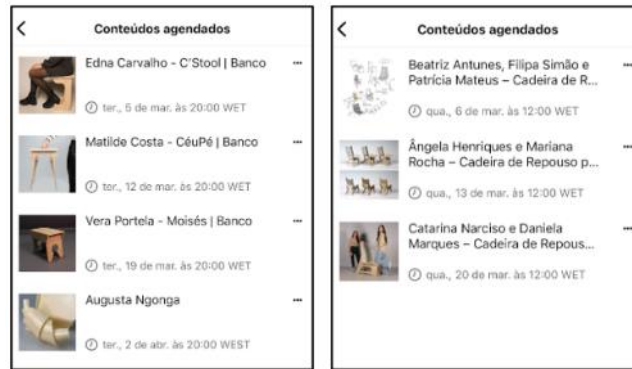 Conteúdos agendados
Edna Carvalho - C'Stool | Banco
ter., 5 de mar. às 20:00 WET
Matilde Costa - CéuPé | Banco
ter., 12 de mar. às 20:00 WET
Vera Portela - Moisés | Banco
ter., 19 de mar. às 20:00 WET
Augusta Ngonga
ter., 2 de abr. às 20:00 WEST
Conteúdos agendados
Beatriz Antunes, Filipa Simão e
Patrícia Mateus – Cadeira de R...
qua., 6 de mar. às 12:00 WET
Ângela Henriques e Mariana
Rocha – Cadeira de Repouso p...
qua., 13 de mar. às 12:00 WET
Catarina Narciso e Daniela
Marques – Cadeira de Repous...
qua., 20 de mar. às 12:00 WET